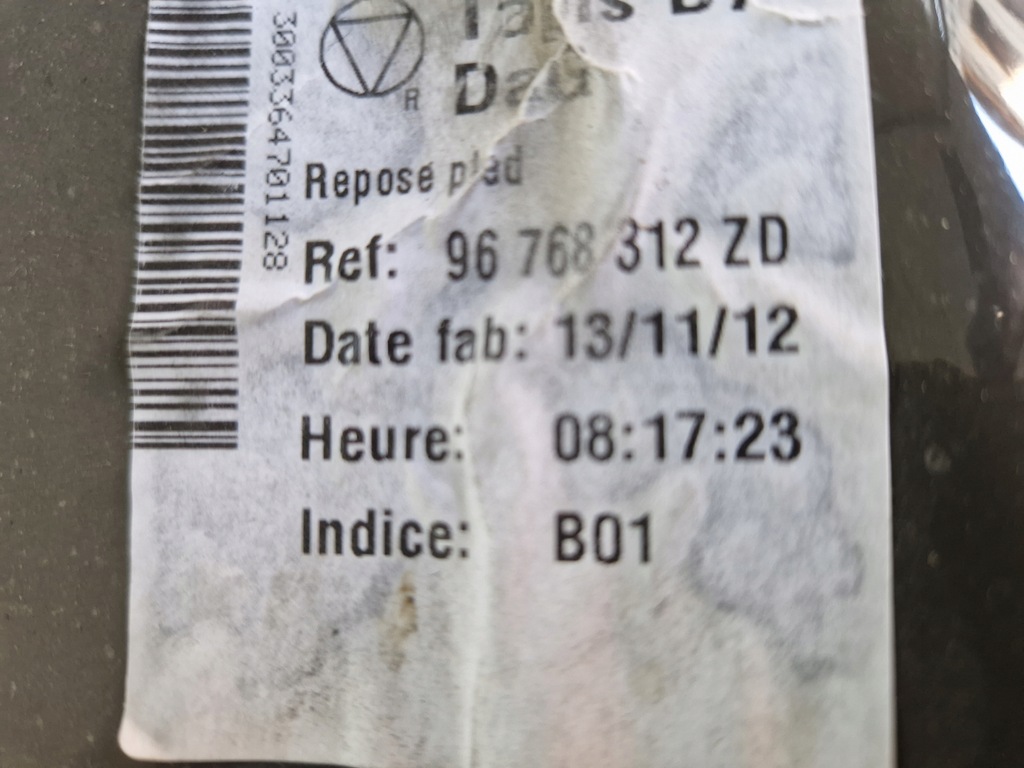 3003364701128
R
Repose pied
Ref: 96 768 312 ZD
Date fab: 13/11/12
Heure: 08:17:23
Indice: B01